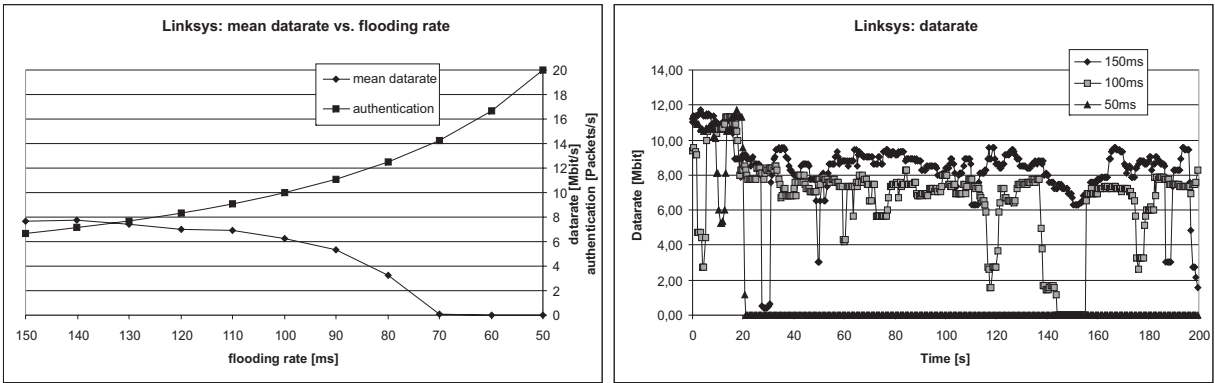 Linksys: mean datarate vs. flooding rate
mean datarate
authentication
20
18
16
14
12
10
8
6
4
2
0
datarate [Mbit/s]
authentication [Packets/s]
150 140 130 120 110 100 90 80 70 60 50
flooding rate [ms]
Linksys: datarate
150ms
100ms
50ms
14,00
12,00
10,00
8,00
6,00
4,00
2,00
0,00
Datarate [Mbit]
0 20 40 60 80 100 120 140 160 180 200
Time [s]